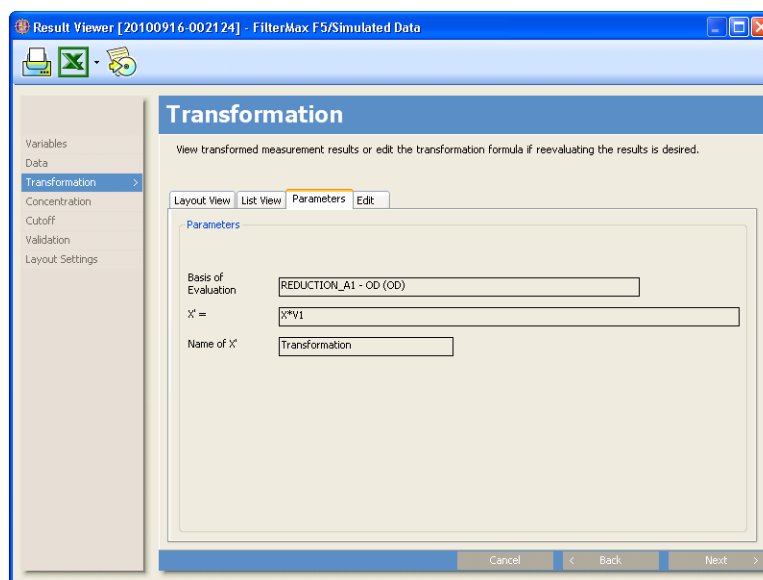 Result Viewer [20100916-002124] - FilterMax F5/Simulated Data
Transformation
View transformed measurement results or edit the transformation formula if reevaluating the results is desired.
Variables
Data
Transformation >
Concentration
Cutoff
Validation
Layout Settings
Layout View List View Parameters Edit
Parameters
Basis of
Evaluation
REDUCTION_A1 - OD (OD)
X' =
X*V1
Name of X'
Transformation
Cancel < Back Next >